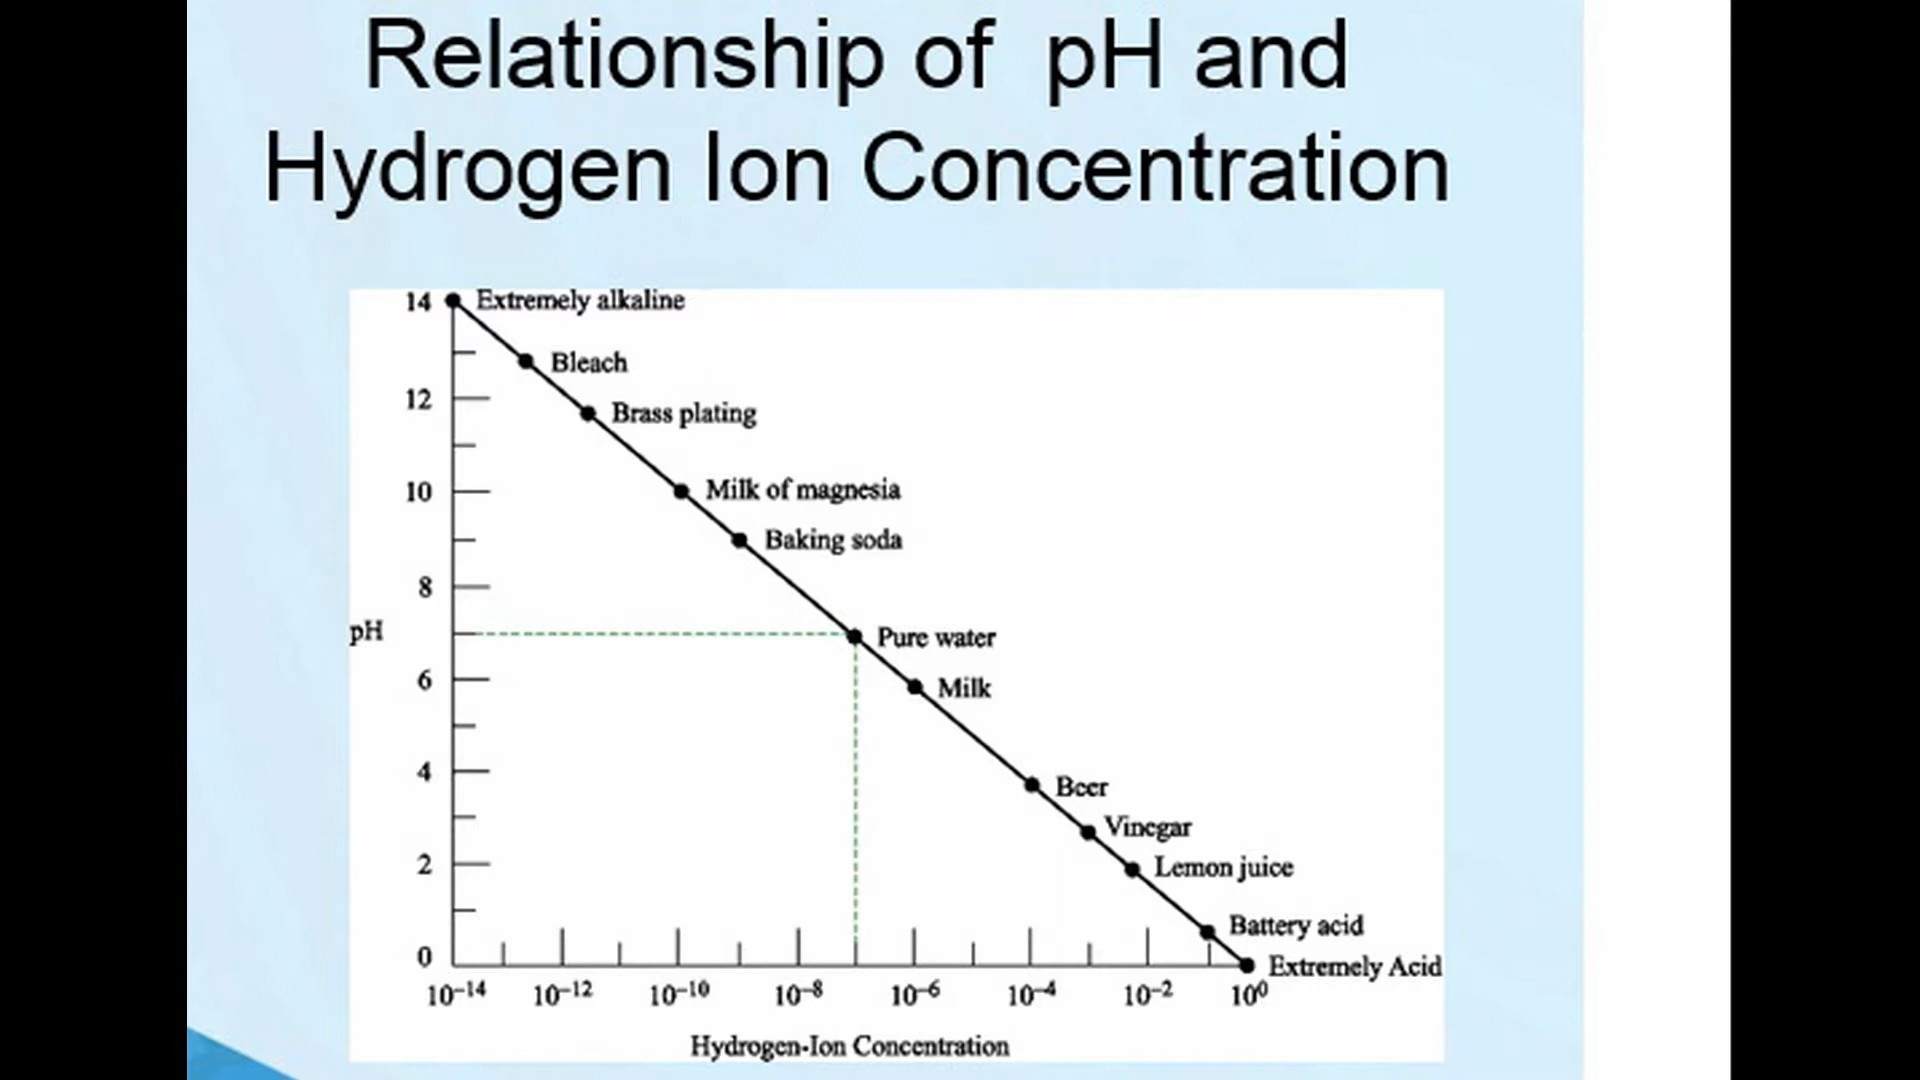 Relationship of pH and
Hydrogen Ion Concentration
14 Extremely alkaline
Bleach
12
Brass plating
10 Milk of magnesia
Baking soda
8
pH
Pure water
6
Milk
4
Beer
Vinegar
2 Lemon juice
Battery acid
0
Extremely Acid
10⁻¹⁴ 10⁻¹² 10⁻¹⁰ 10⁻⁸ 10⁻⁶ 10⁻⁴ 10⁻² 10⁰
Hydrogen-Ion Concentration